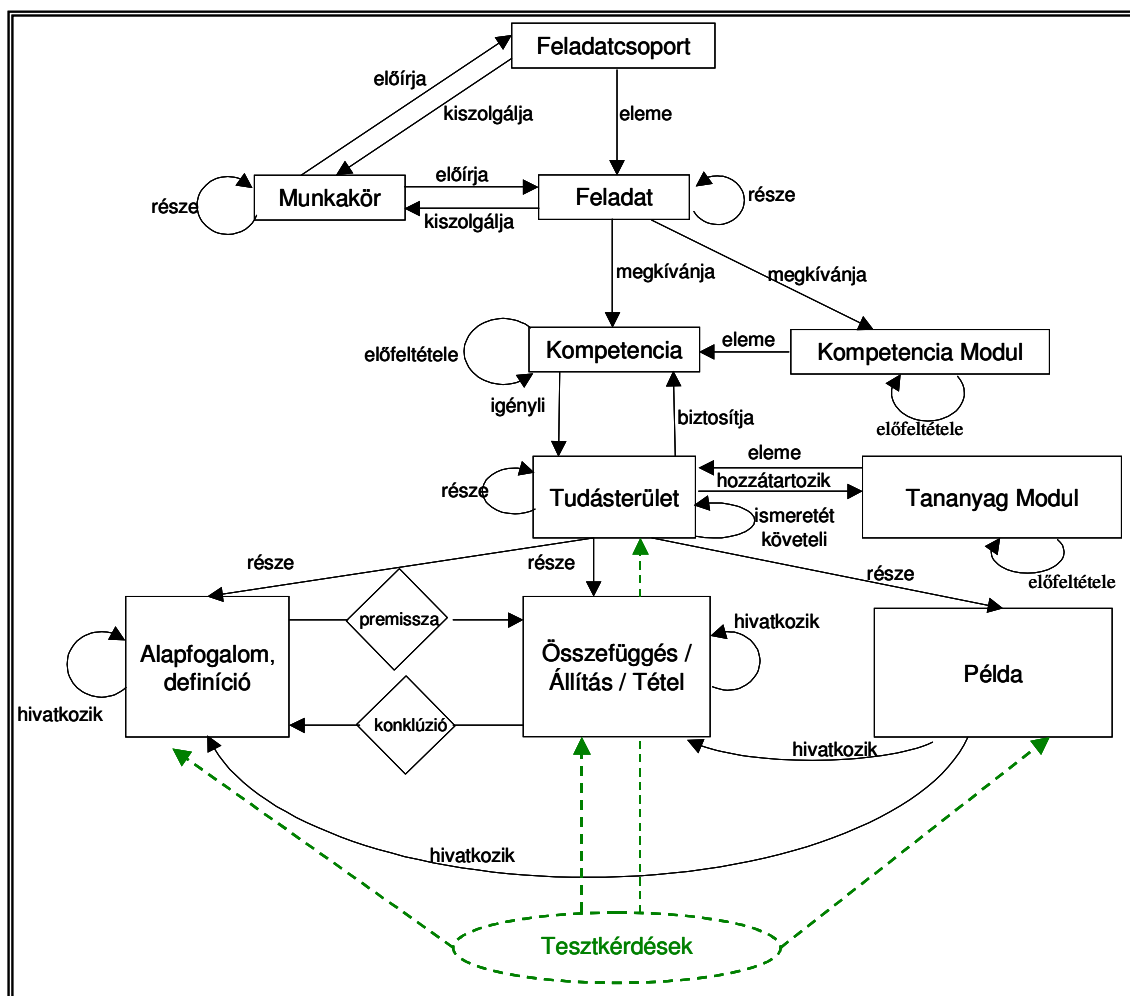 Feladatcsoport
előírja
kiszolgálja
eleme
Munkakör
része
előírja
kiszolgálja
Feladat
része
megkívánja
megkívánja
Kompetencia
előfeltétele
eleme
Kompetencia Modul
előfeltétele
igényli
biztosítja
Tudásterület
része
eleme
hozzátartozik
ismeretét
követeli
Tananyag Modul
előfeltétele
része
része
része
Alapfogalom,
definíció
hivatkozik
premissza
konklúzió
Összefüggés /
Állítás / Tétel
hivatkozik
Példa
hivatkozik
hivatkozik
Tesztkérdések